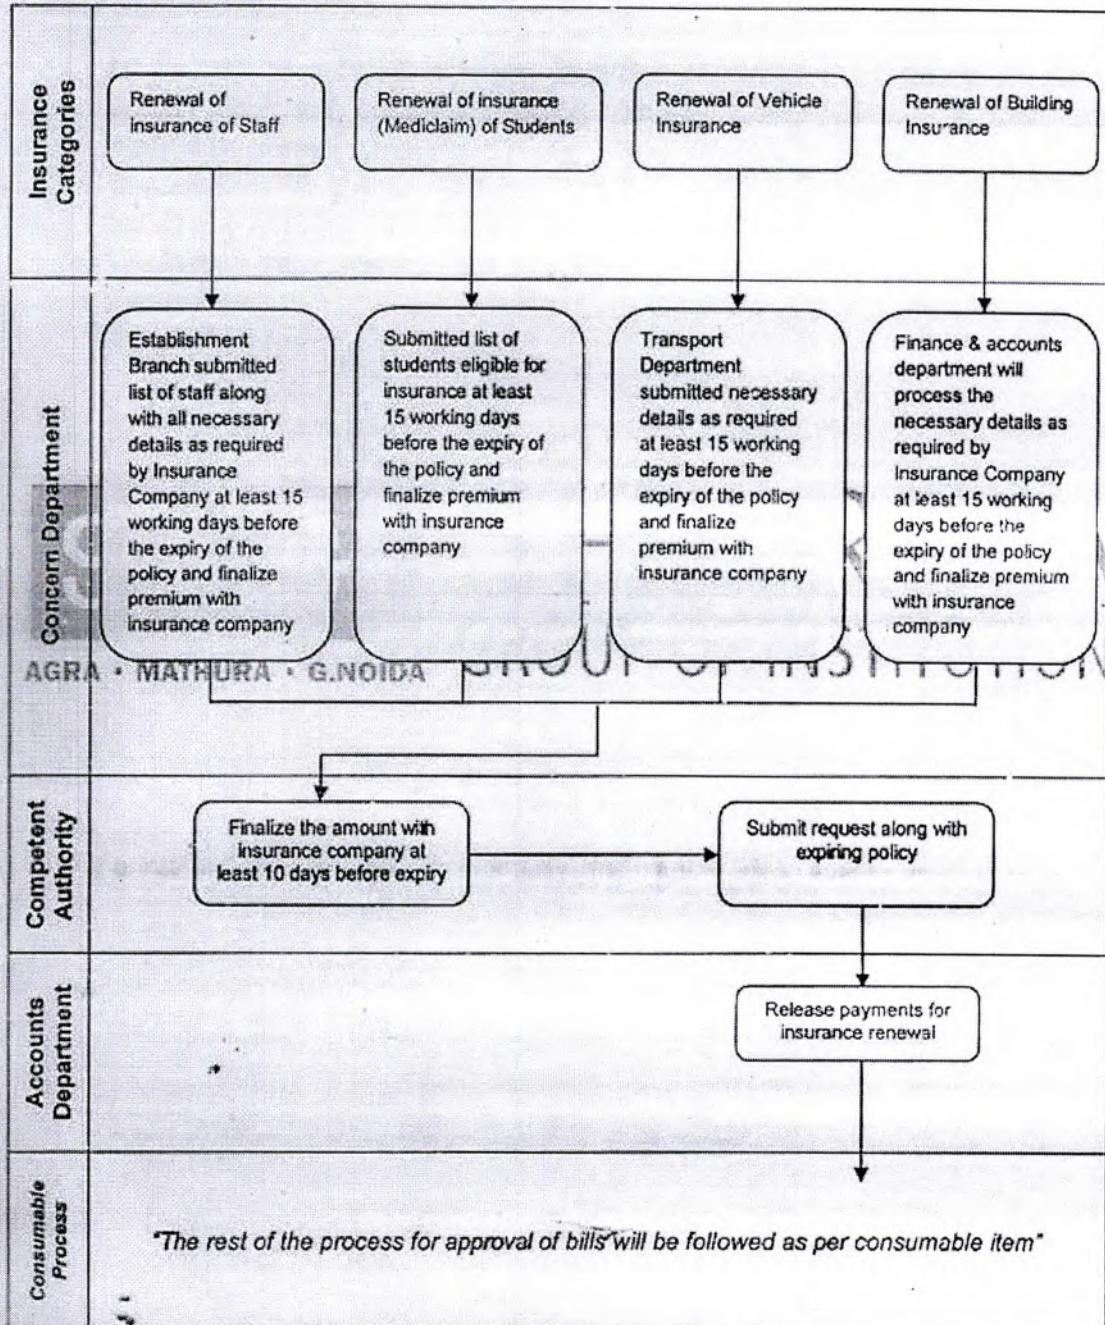 Insurance
Categories
Renewal of
Insurance of Staff
Renewal of insurance
(Mediclaim) of Students
Renewal of Vehicle
Insurance
Renewal of Building
Insurance
Concern Department
Establishment
Branch submitted
list of staff along
with all necessary
details as required
by Insurance
Company at least 15
working days before
the expiry of the
policy and finalize
premium with
insurance company
Submitted list of
students eligible for
insurance at least
15 working days
before the expiry of
the policy and
finalize premium
with insurance
company
Transport
Department
submitted necessary
details as required
at least 15 working
days before the
expiry of the policy
and finalize
premium with
insurance company
Finance & accounts
department will
process the
necessary details as
required by
Insurance Company
at least 15 working
days before the
expiry of the policy
and finalize premium
with insurance
company
AGRA • MATHURA • G.NOIDA
Competent
Authority
Finalize the amount with
insurance company at
least 10 days before expiry
Submit request along with
expiring policy
Accounts
Department
Release payments for
insurance renewal
Consumable
Process
"The rest of the process for approval of bills will be followed as per consumable item"